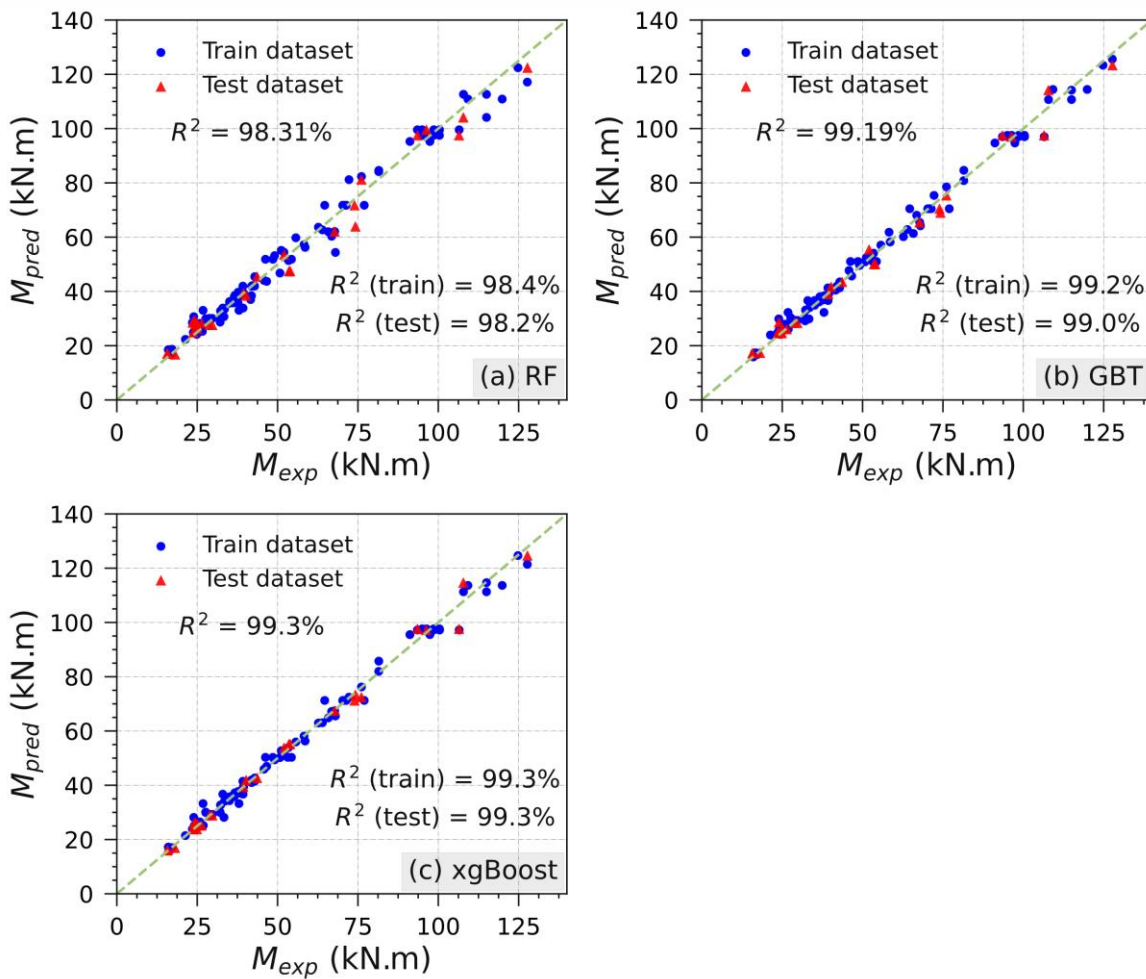 140
120
100
80
60
40
20
0
M_pred (kN.m)
Train dataset
Test dataset
R² = 98.31%
R² (train) = 98.4%
R² (test) = 98.2%
(a) RF
0 25 50 75 100 125
M_exp (kN.m)
140
120
100
80
60
40
20
0
M_pred (kN.m)
Train dataset
Test dataset
R² = 99.19%
R² (train) = 99.2%
R² (test) = 99.0%
(b) GBT
0 25 50 75 100 125
M_exp (kN.m)
140
120
100
80
60
40
20
0
M_pred (kN.m)
Train dataset
Test dataset
R² = 99.3%
R² (train) = 99.3%
R² (test) = 99.3%
(c) xgBoost
0 25 50 75 100 125
M_exp (kN.m)